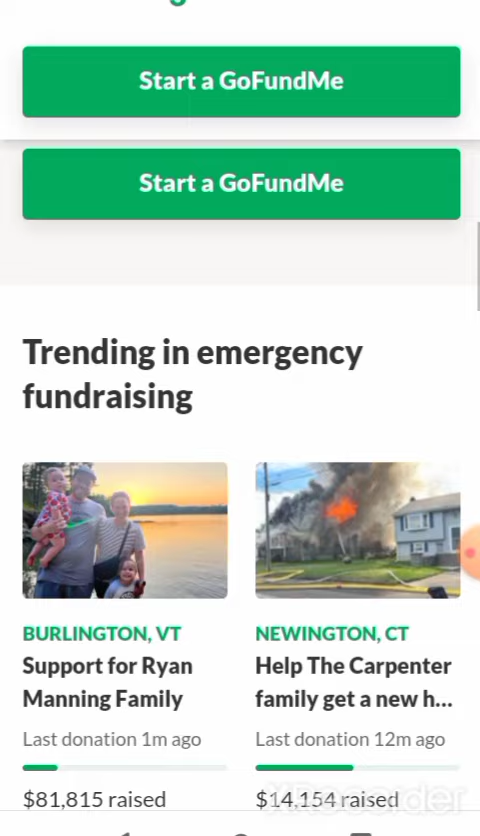 Start a GoFundMe
Start a GoFundMe
Trending in emergency
fundraising
BURLINGTON, VT
NEWINGTON, CT
Support for Ryan
Manning Family
Help The Carpenter
family get a new h...
Last donation 1m ago
Last donation 12m ago
$81,815 raised
$14,154 raised
XRecorder